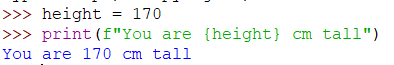 >>> height = 170
>>> print(f"You are {height} cm tall")
You are 170 cm tall